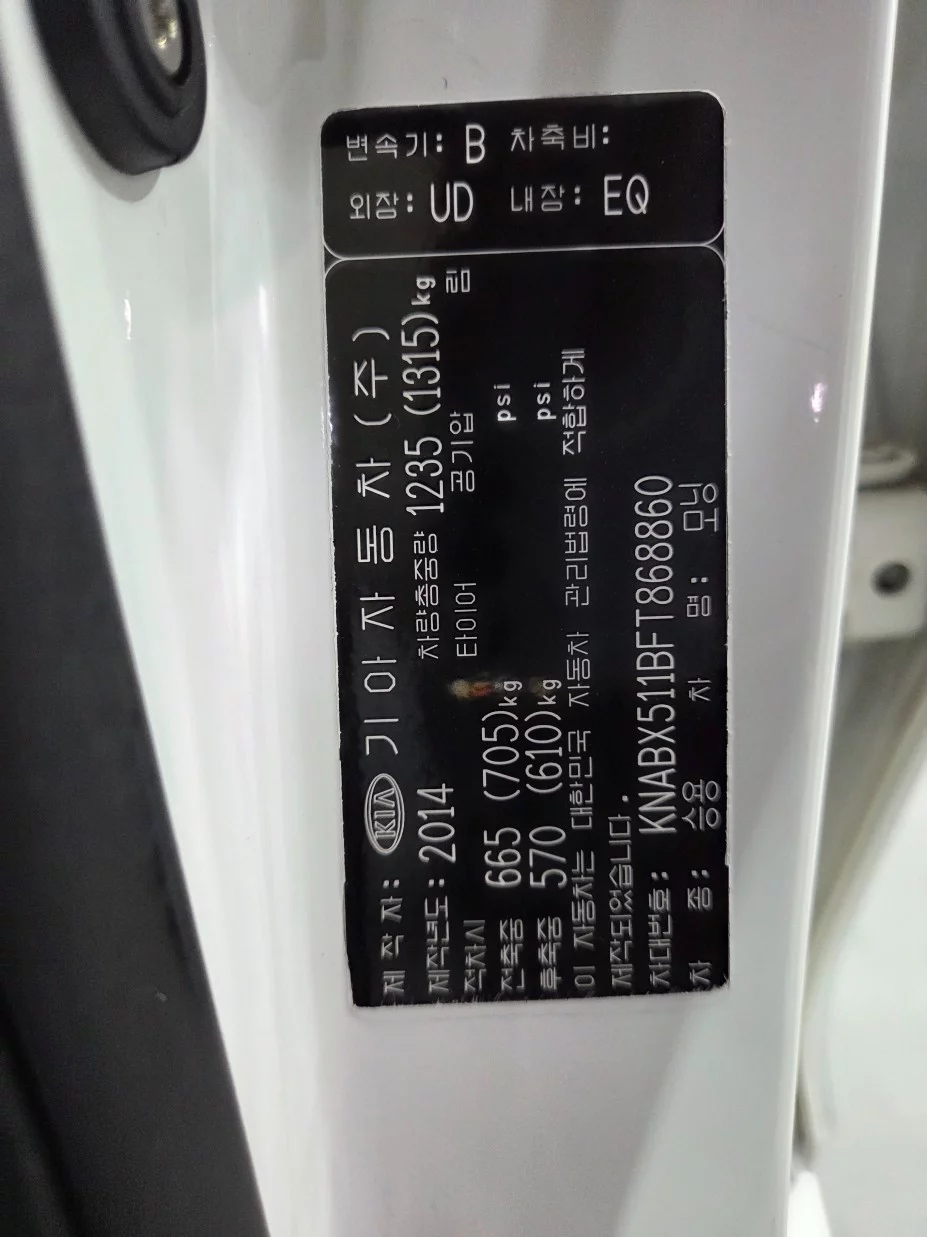 변속기: B 차축비:
외장: UD 내장: EQ
제 작 자: KIA 기 아 자 동 차 (주)
제작년도: 2014 차량총중량 1235 (1315)kg
적차시 타이어 공기압 림
전축중 665 (705)kg psi
후축중 570 (610)kg psi
이 자동차는 대한민국 자동차 관리법령에 적합하게
제작되었습니다.
차대번호: KNABX511BFT868860
차 종: 승용 차 명: 모닝